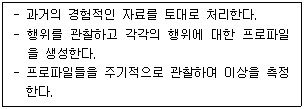 - 과거의 경험적인 자료를 토대로 처리한다.
- 행위를 관찰하고 각각의 행위에 대한 프로파일
을 생성한다.
- 프로파일들을 주기적으로 관찰하며 이상을 측정
한다.